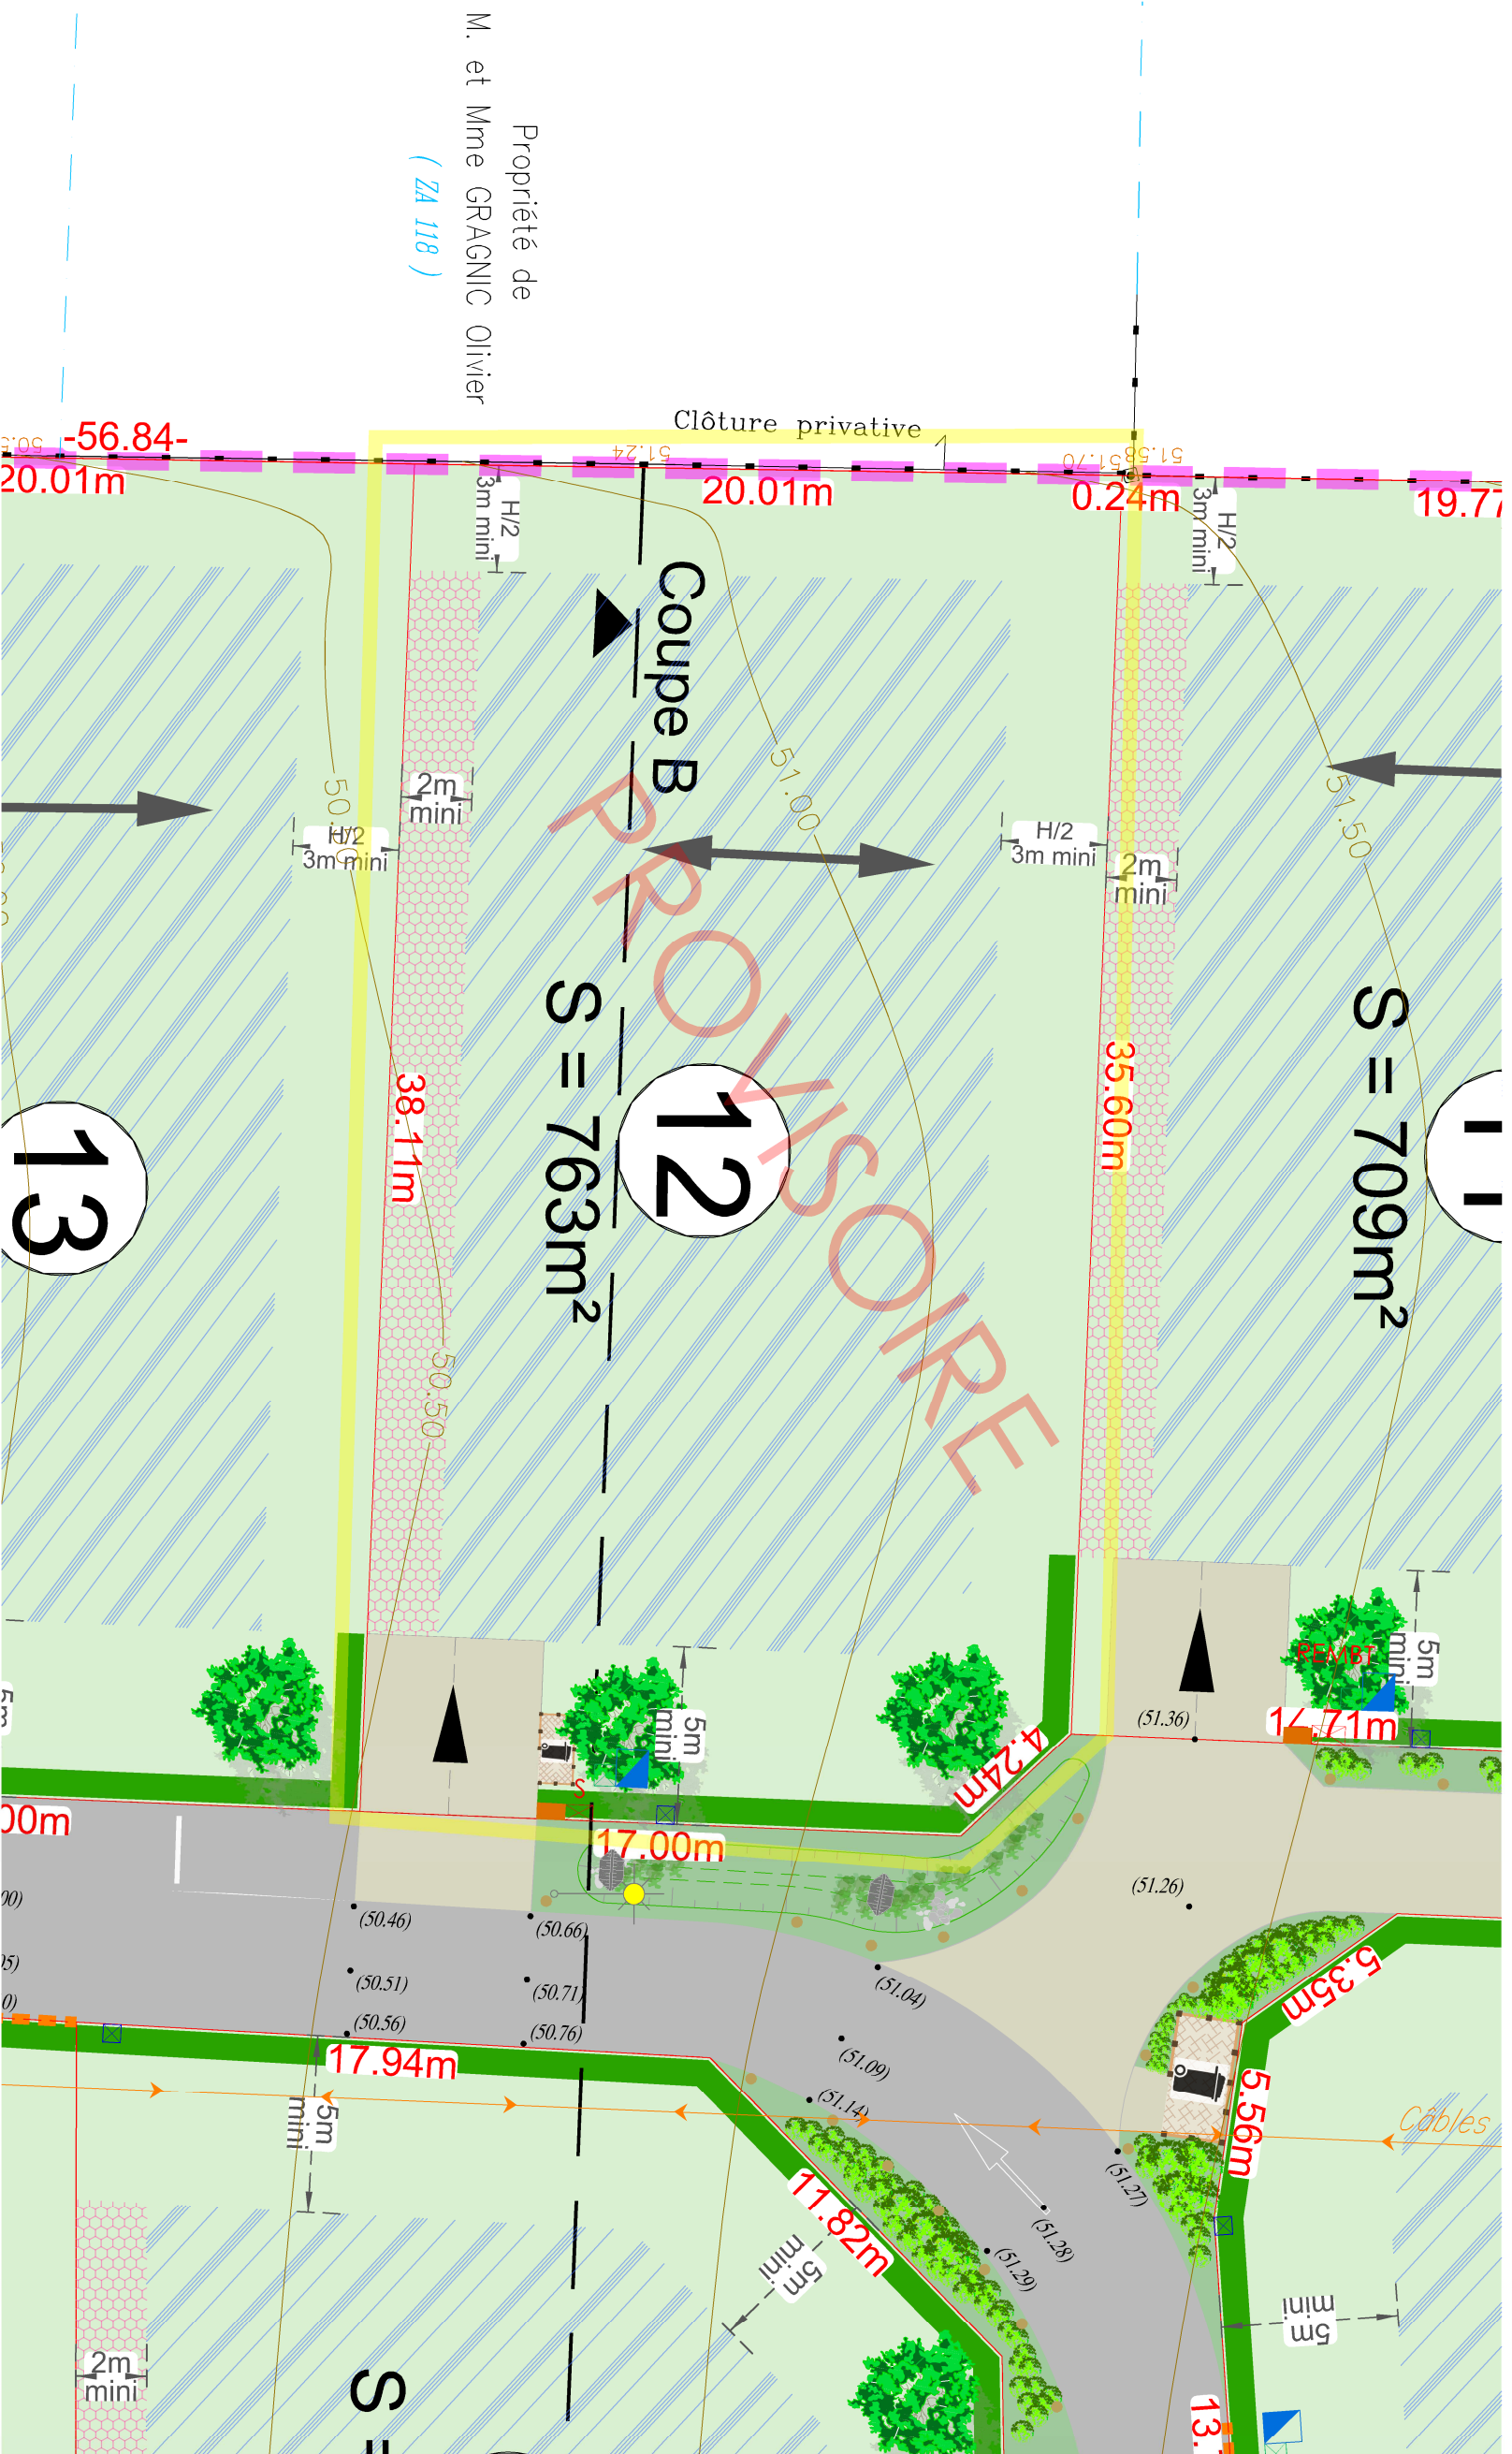 Propriété de
M. et Mme GRAGNIC Olivier
( ZA 118 )
Clôture privative
-56.84-
20.01m
51.24
20.01m
51.70
51.58
0.24m
19.77
H/2
3m mini
H/2
3m mini
Coupe B
51.00
51.50
2m
mini
H/2
3m mini
H/2
3m mini
2m
mini
PROVISOIRE
S = 763m²
12
S = 709m²
13
38.11m
35.60m
50.50
5m
mini
5m
mini
REMBT
(51.36)
4.24m
S
17.00m
00m
5m
(51.26)
(50.46)
(50.66)
(50.51)
(50.71)
(50.56)
(50.76)
(51.04)
(51.09)
(51.14)
5.35m
17.94m
5m
mini
5.56m
Câbles
(51.27)
(51.28)
(51.29)
11.82m
5m
mini
5m
mini
2m
mini
S =
13.